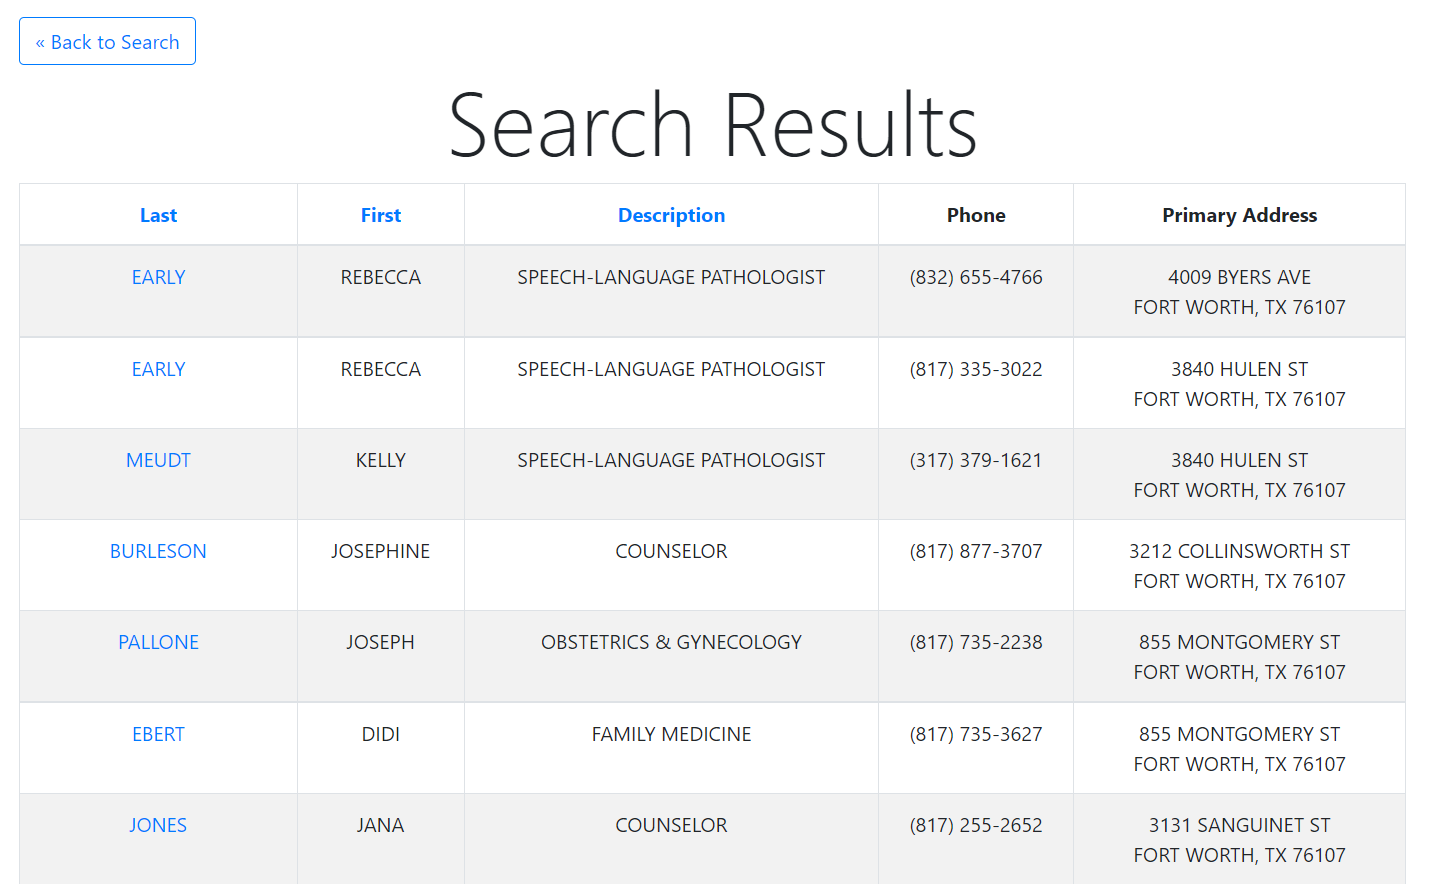 « Back to Search
Search Results
Last First Description Phone Primary Address
EARLY REBECCA SPEECH-LANGUAGE PATHOLOGIST (832) 655-4766 4009 BYERS AVE
FORT WORTH, TX 76107
EARLY REBECCA SPEECH-LANGUAGE PATHOLOGIST (817) 335-3022 3840 HULEN ST
FORT WORTH, TX 76107
MEUDT KELLY SPEECH-LANGUAGE PATHOLOGIST (317) 379-1621 3840 HULEN ST
FORT WORTH, TX 76107
BURLESON JOSEPHINE COUNSELOR (817) 877-3707 3212 COLLINSWORTH ST
FORT WORTH, TX 76107
PALLONE JOSEPH OBSTETRICS & GYNECOLOGY (817) 735-2238 855 MONTGOMERY ST
FORT WORTH, TX 76107
EBERT DIDI FAMILY MEDICINE (817) 735-3627 855 MONTGOMERY ST
FORT WORTH, TX 76107
JONES JANA COUNSELOR (817) 255-2652 3131 SANGUINET ST
FORT WORTH, TX 76107